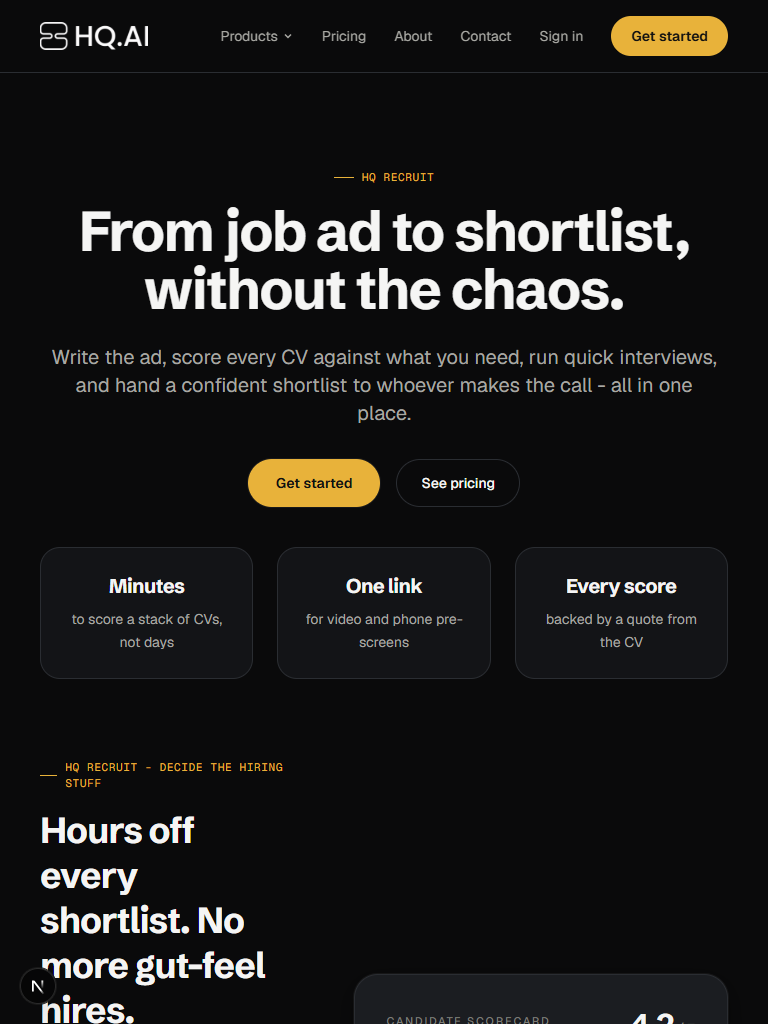 HQ.AI
Products
Pricing
About
Contact
Sign in
Get started
HQ RECRUIT
From job ad to shortlist,
without the chaos.
Write the ad, score every CV against what you need, run quick interviews,
and hand a confident shortlist to whoever makes the call - all in one
place.
Get started
See pricing
Minutes
to score a stack of CVs,
not days
One link
for video and phone pre-
screens
Every score
backed by a quote from
the CV
HQ RECRUIT - DECIDE THE HIRING
STUFF
Hours off
every
shortlist. No
more gut-feel
hires.
N
CANDIDATE SCORECARD
4.2